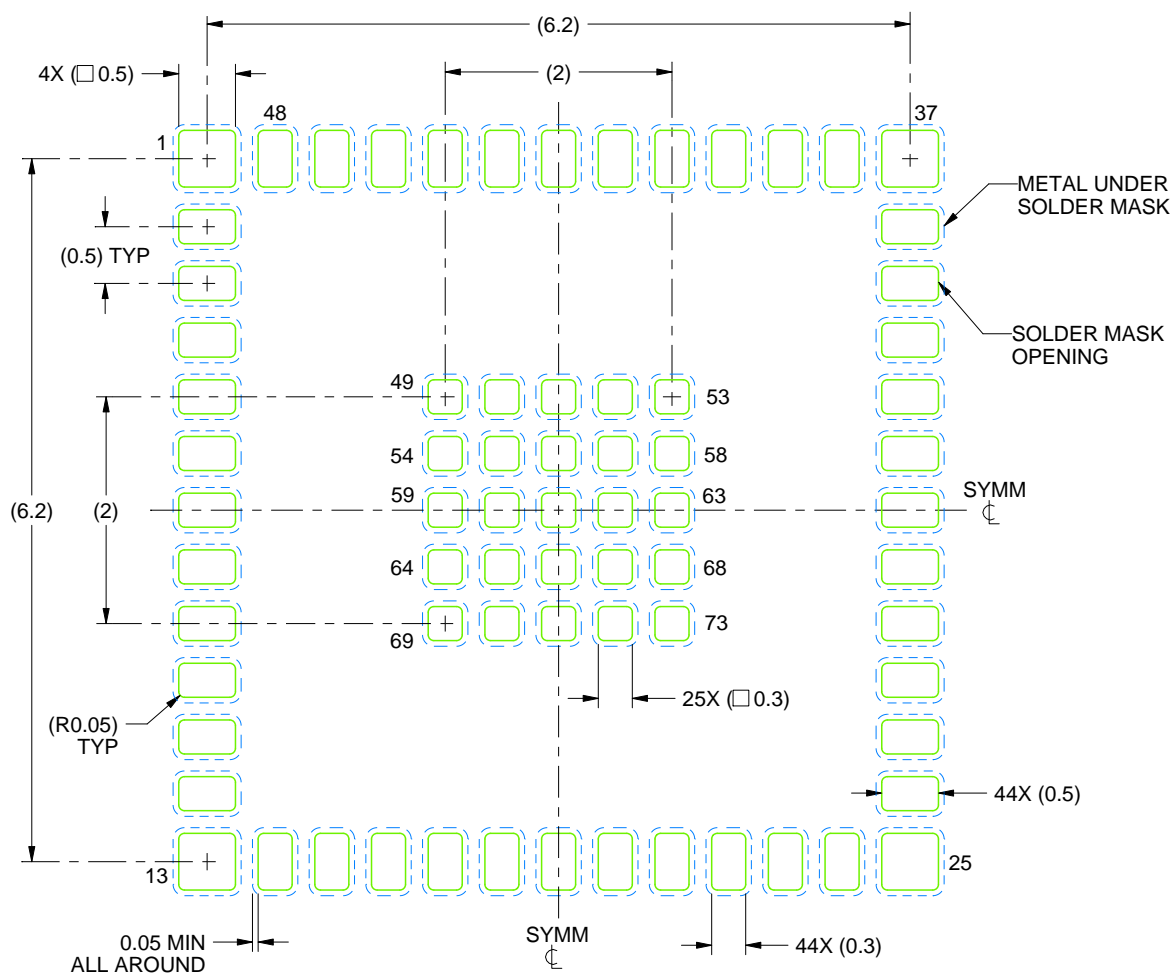 (6.2)
4X (□ 0.5)
(2)
48
37
1
METAL UNDER
SOLDER MASK
(0.5) TYP
SOLDER MASK
OPENING
49
53
54
58
59
63
SYMM
℄
(6.2)
(2)
64
68
69
73
25X (□ 0.3)
(R0.05)
TYP
44X (0.5)
13
25
0.05 MIN
ALL AROUND
SYMM
℄
44X (0.3)